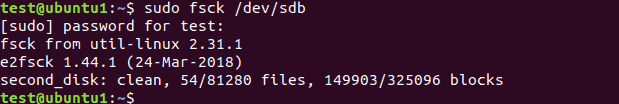 test@ubuntu1:~$ sudo fsck /dev/sdb
[sudo] password for test:
fsck from util-linux 2.31.1
e2fsck 1.44.1 (24-Mar-2018)
second_disk: clean, 54/81280 files, 149903/325096 blocks
test@ubuntu1:~$